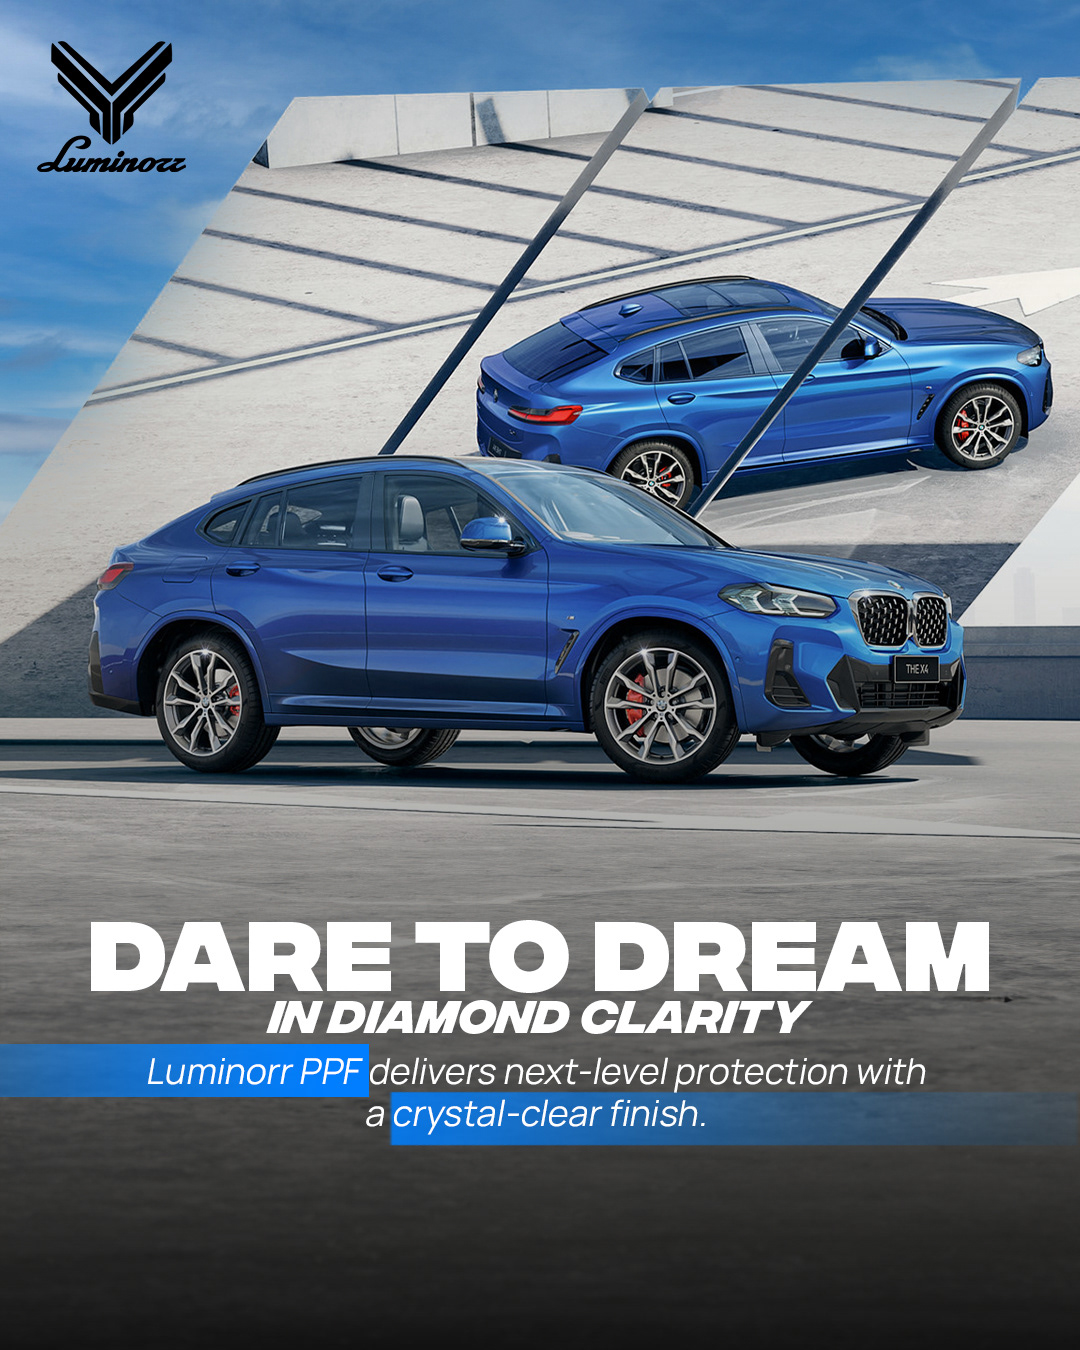 Luminorr
THE X4
DARE TO DREAM
IN DIAMOND CLARITY
Luminorr PPF delivers next-level protection with
a crystal-clear finish.